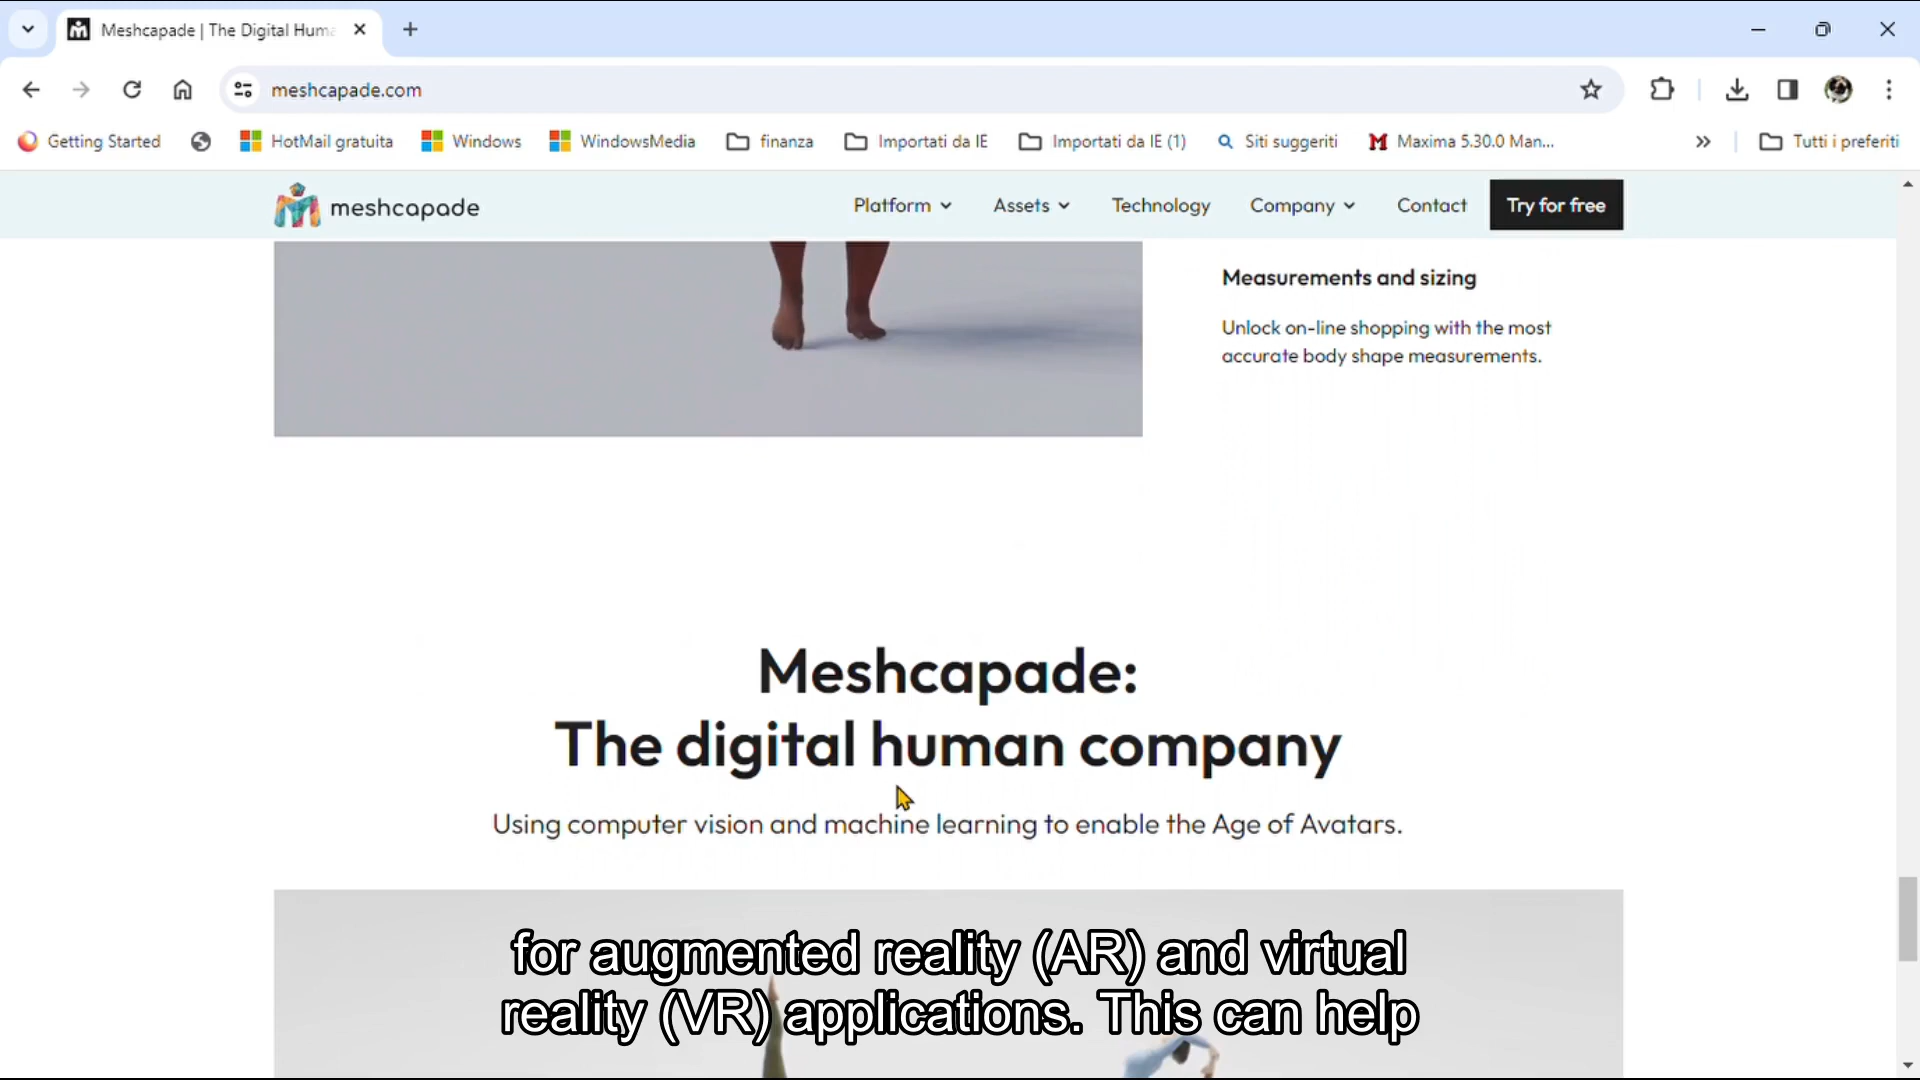 Meshcapade | The Digital Huma
meshcapade.com
Getting Started HotMail gratuita Windows WindowsMedia finanza Importati da IE Importati da IE (1) Siti suggeriti Maxima 5.30.0 Man... Tutti i preferiti
meshcapade Platform Assets Technology Company Contact Try for free
Measurements and sizing
Unlock on-line shopping with the most
accurate body shape measurements.
Meshcapade:
The digital human company
Using computer vision and machine learning to enable the Age of Avatars.
for augmented reality (AR) and virtual
reality (VR) applications. This can help